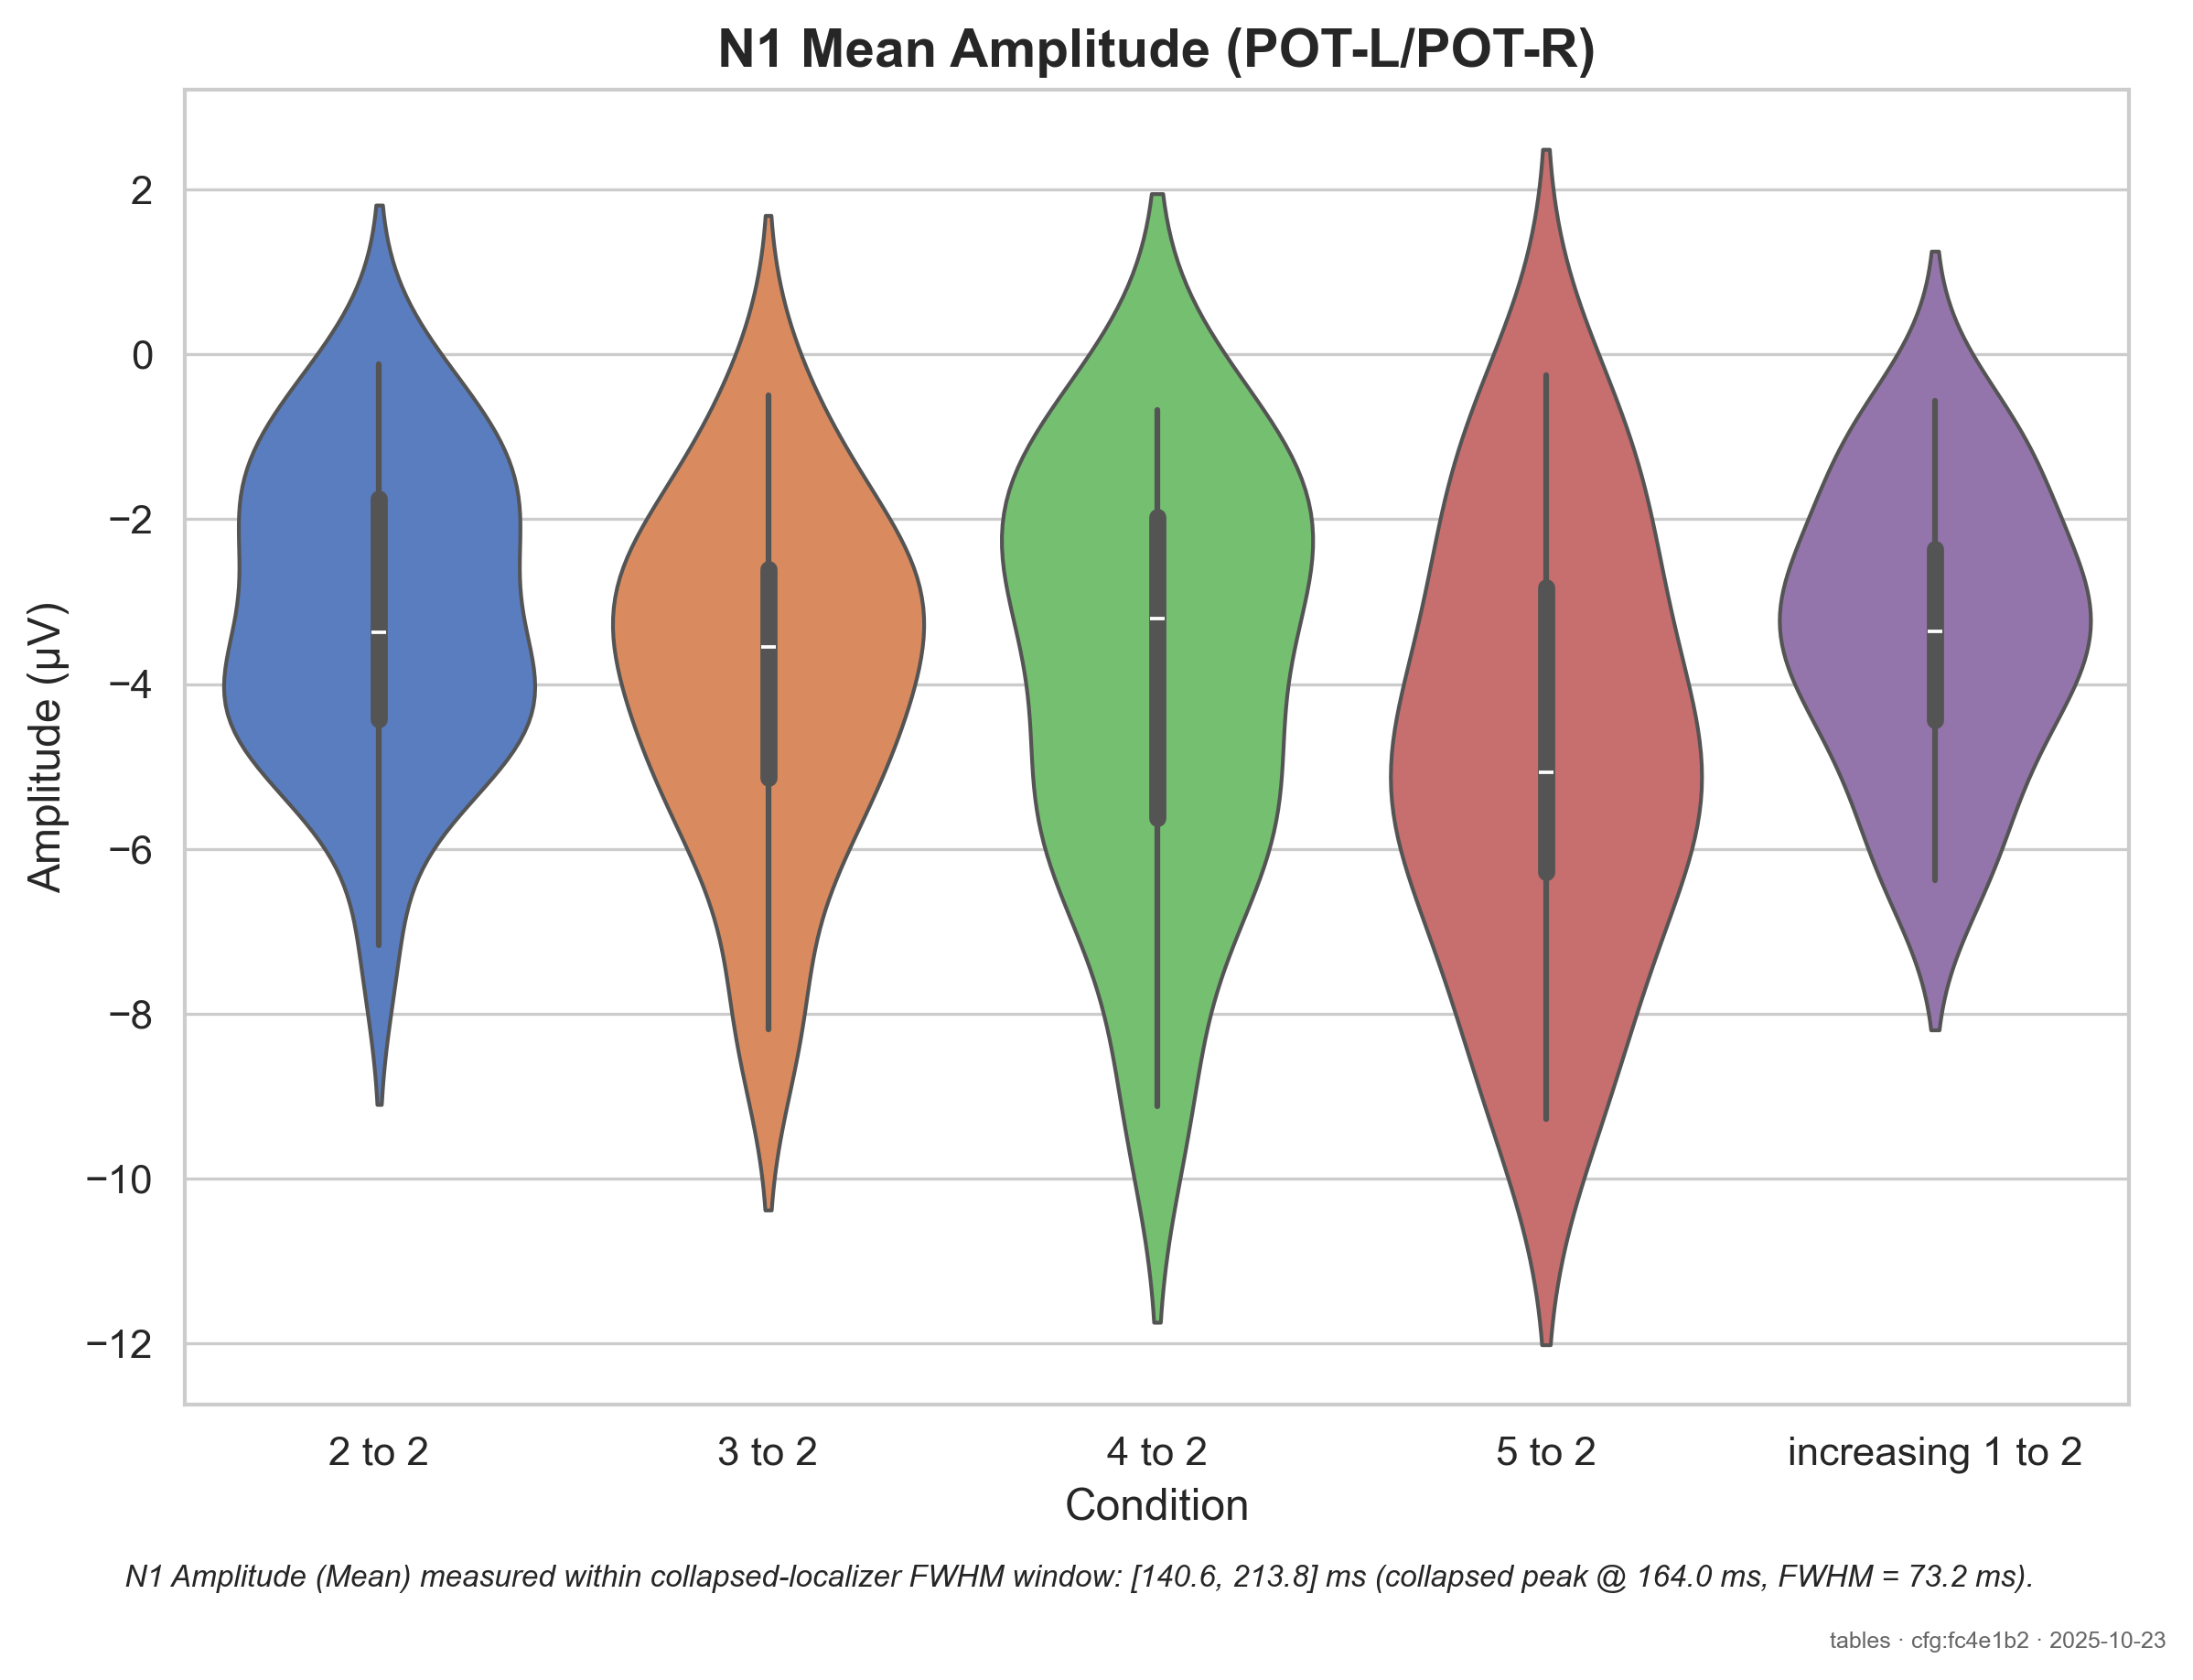 N1 Mean Amplitude (POT-L/POT-R)
Amplitude (µV)
2
0
−2
−4
−6
−8
−10
−12
2 to 2
3 to 2
4 to 2
5 to 2
increasing 1 to 2
Condition
N1 Amplitude (Mean) measured within collapsed-localizer FWHM window: [140.6, 213.8] ms (collapsed peak @ 164.0 ms, FWHM = 73.2 ms).
tables · cfg:fc4e1b2 · 2025-10-23